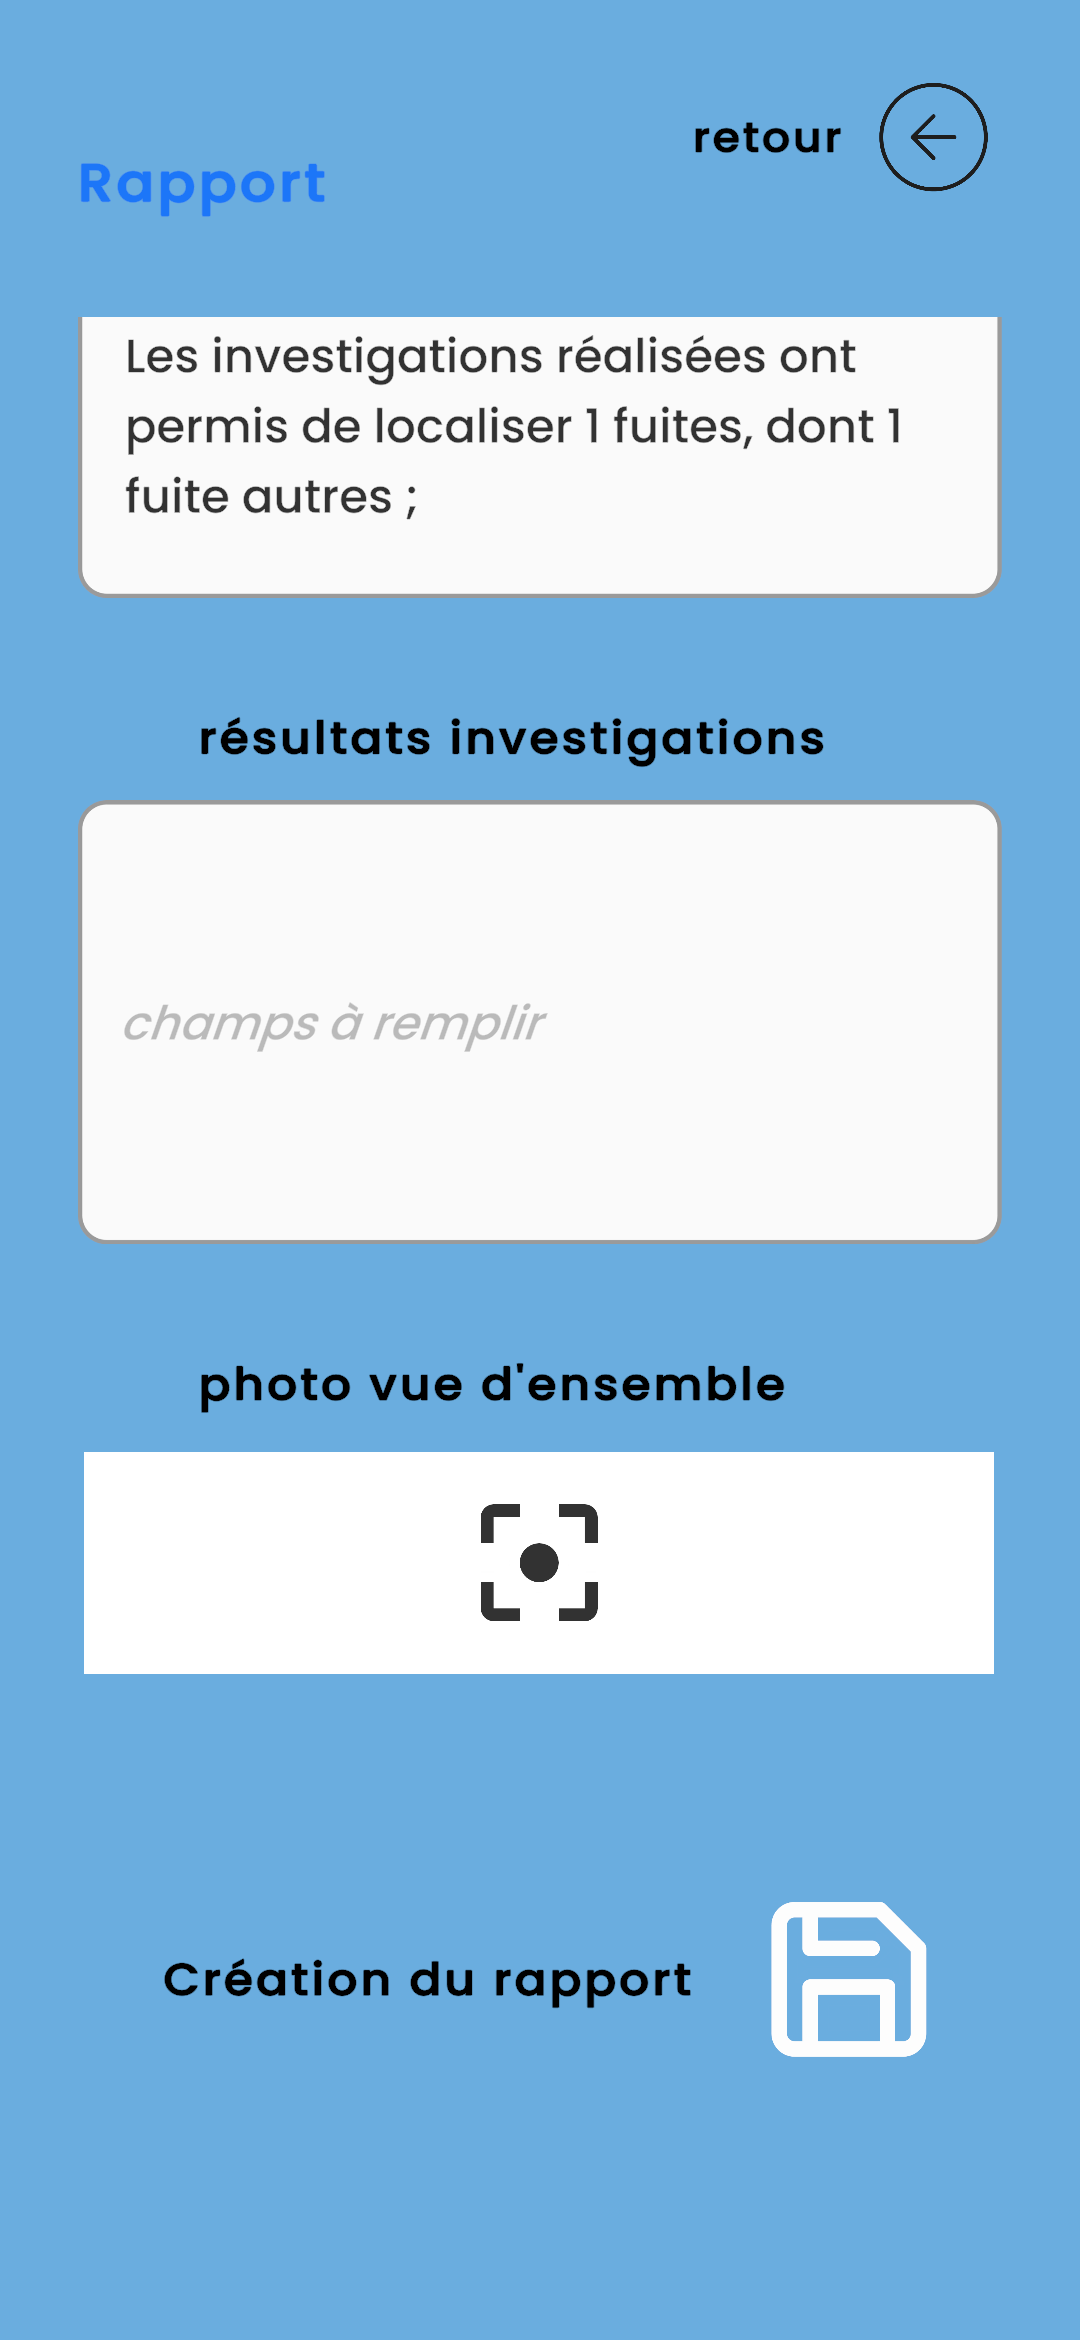 retour
Rapport
Les investigations réalisées ont
permis de localiser 1 fuites, dont 1
fuite autres ;
résultats investigations
champs à remplir
photo vue d'ensemble
Création du rapport